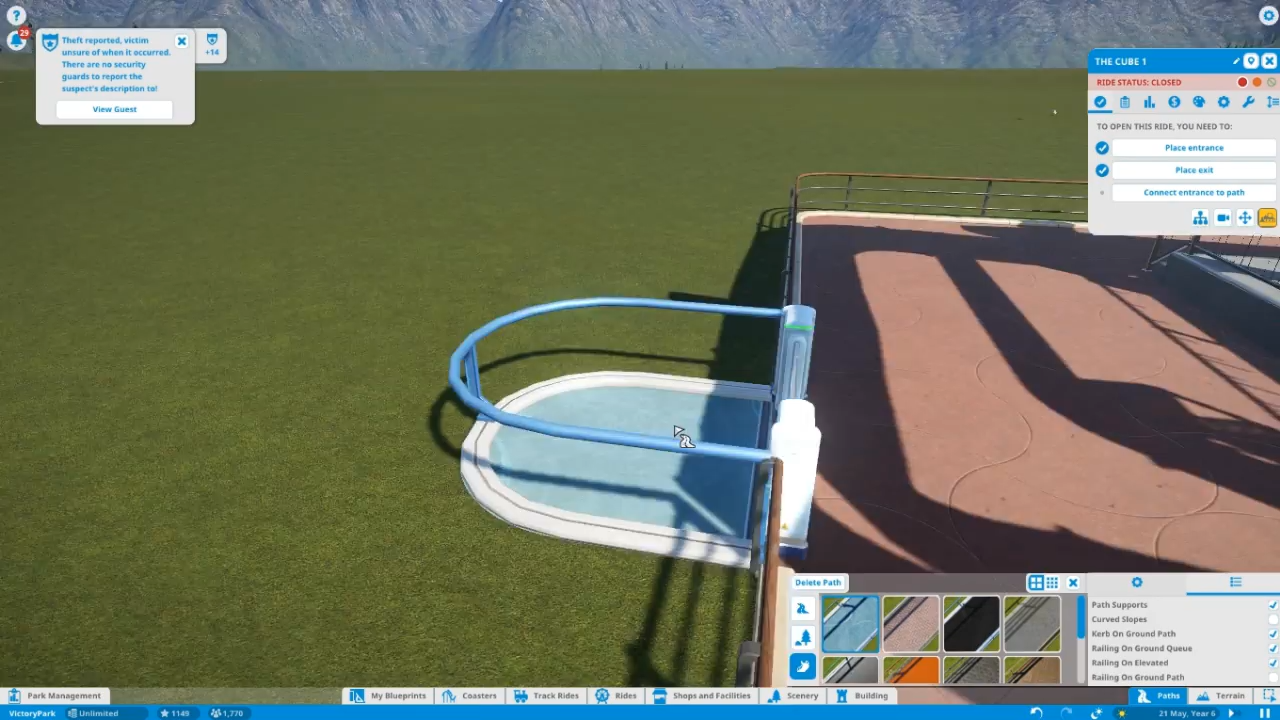 ?
29
Theft reported, victim
unsure of when it occurred.
There are no security
guards to report the
suspect's description to!
View Guest
+14
THE CUBE 1
RIDE STATUS: CLOSED
TO OPEN THIS RIDE, YOU NEED TO:
Place entrance
Place exit
Connect entrance to path
Delete Path
Path Supports
Curved Slopes
Kerb On Ground Path
Railing On Ground Queue
Railing On Elevated
Railing On Ground Path
Park Management
My Blueprints
Coasters
Track Rides
Rides
Shops and Facilities
Scenery
Building
Paths
Terrain
VictoryPark
Unlimited
1149
1,770
21 May, Year 6